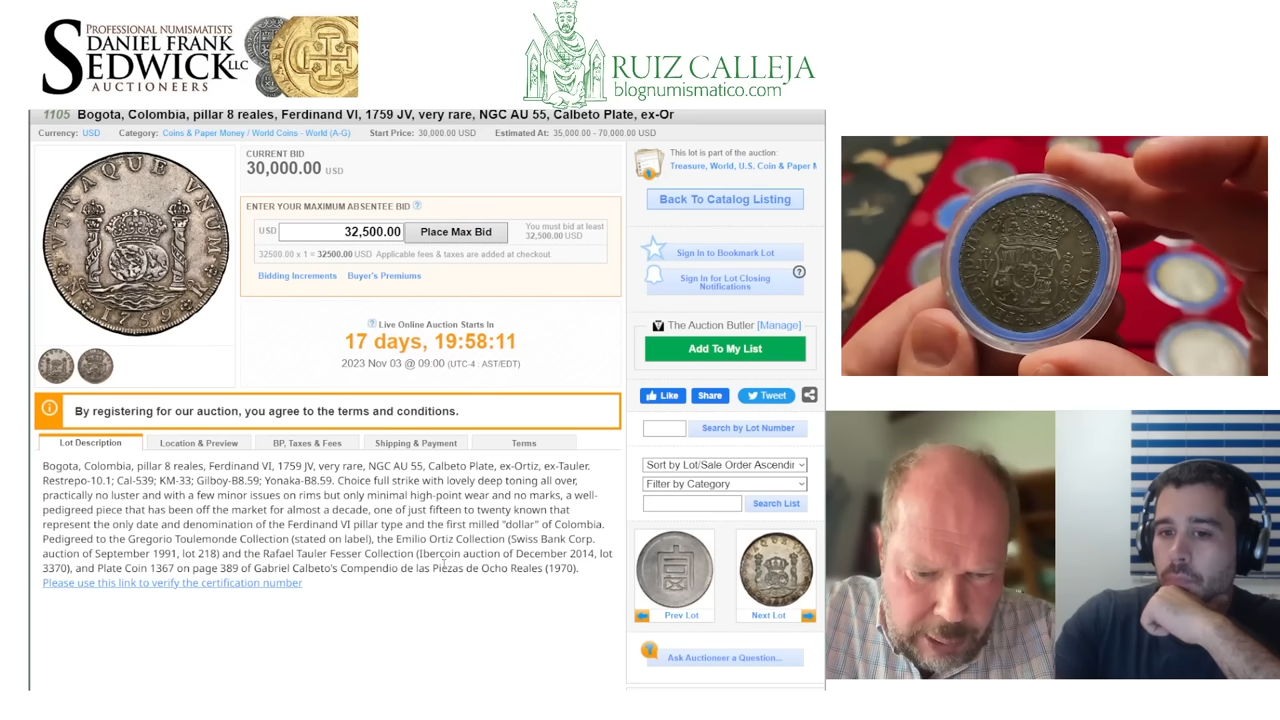 PROFESSIONAL NUMISMATISTS
DANIEL FRANK
SEDWICK LLC
AUCTIONEERS
RUIZ CALLEJA
blognumismatico.com
1105 Bogota, Colombia, pillar 8 reales, Ferdinand VI, 1759 JV, very rare, NGC AU 55, Calbeto Plate, ex-Or
Currency: USD Category: Coins & Paper Money / World Coins - World (A-G) Start Price: 30,000.00 USD Estimated At: 35,000.00 - 70,000.00 USD
VTRAQUE VNUM
1759
CURRENT BID
30,000.00 USD
ENTER YOUR MAXIMUM ABSENTEE BID ?
USD 32,500.00 Place Max Bid
You must bid at least
32,500.00 USD
32500.00 x 1 = 32500.00 USD Applicable fees & taxes are added at checkout.
Bidding Increments Buyer's Premiums
? Live Online Auction Starts In
17 days, 19:58:11
2023 Nov 03 @ 09:00 (UTC-4 : AST/EDT)
By registering for our auction, you agree to the terms and conditions.
Lot Description Location & Preview BP, Taxes & Fees Shipping & Payment Terms
Bogota, Colombia, pillar 8 reales, Ferdinand VI, 1759 JV, very rare, NGC AU 55, Calbeto Plate, ex-Ortiz, ex-Tauler.
Restrepo-10.1; Cal-539; KM-33; Gilboy-B8.59; Yonaka-B8.59. Choice full strike with lovely deep toning all over,
practically no luster and with a few minor issues on rims but only minimal high-point wear and no marks, a well-
pedigreed piece that has been off the market for almost a decade, one of just fifteen to twenty known that
represent the only date and denomination of the Ferdinand VI pillar type and the first milled "dollar" of Colombia.
Pedigreed to the Gregorio Toulemonde Collection (stated on label), the Emilio Ortiz Collection (Swiss Bank Corp.
auction of September 1991, lot 218) and the Rafael Tauler Fesser Collection (Ibercoin auction of December 2014, lot
3370), and Plate Coin 1367 on page 389 of Gabriel Calbeto's Compendio de las Piezas de Ocho Reales (1970).
Please use this link to verify the certification number
This lot is part of the auction:
Treasure, World, U.S. Coin & Paper M
Back To Catalog Listing
Sign In to Bookmark Lot
Sign In for Lot Closing
Notifications
?
The Auction Butler [Manage]
Add To My List
Like Share Tweet
Search by Lot Number
Sort by Lot/Sale Order Ascendin
Filter by Category
Search List
Prev Lot Next Lot
Ask Auctioneer a Question...